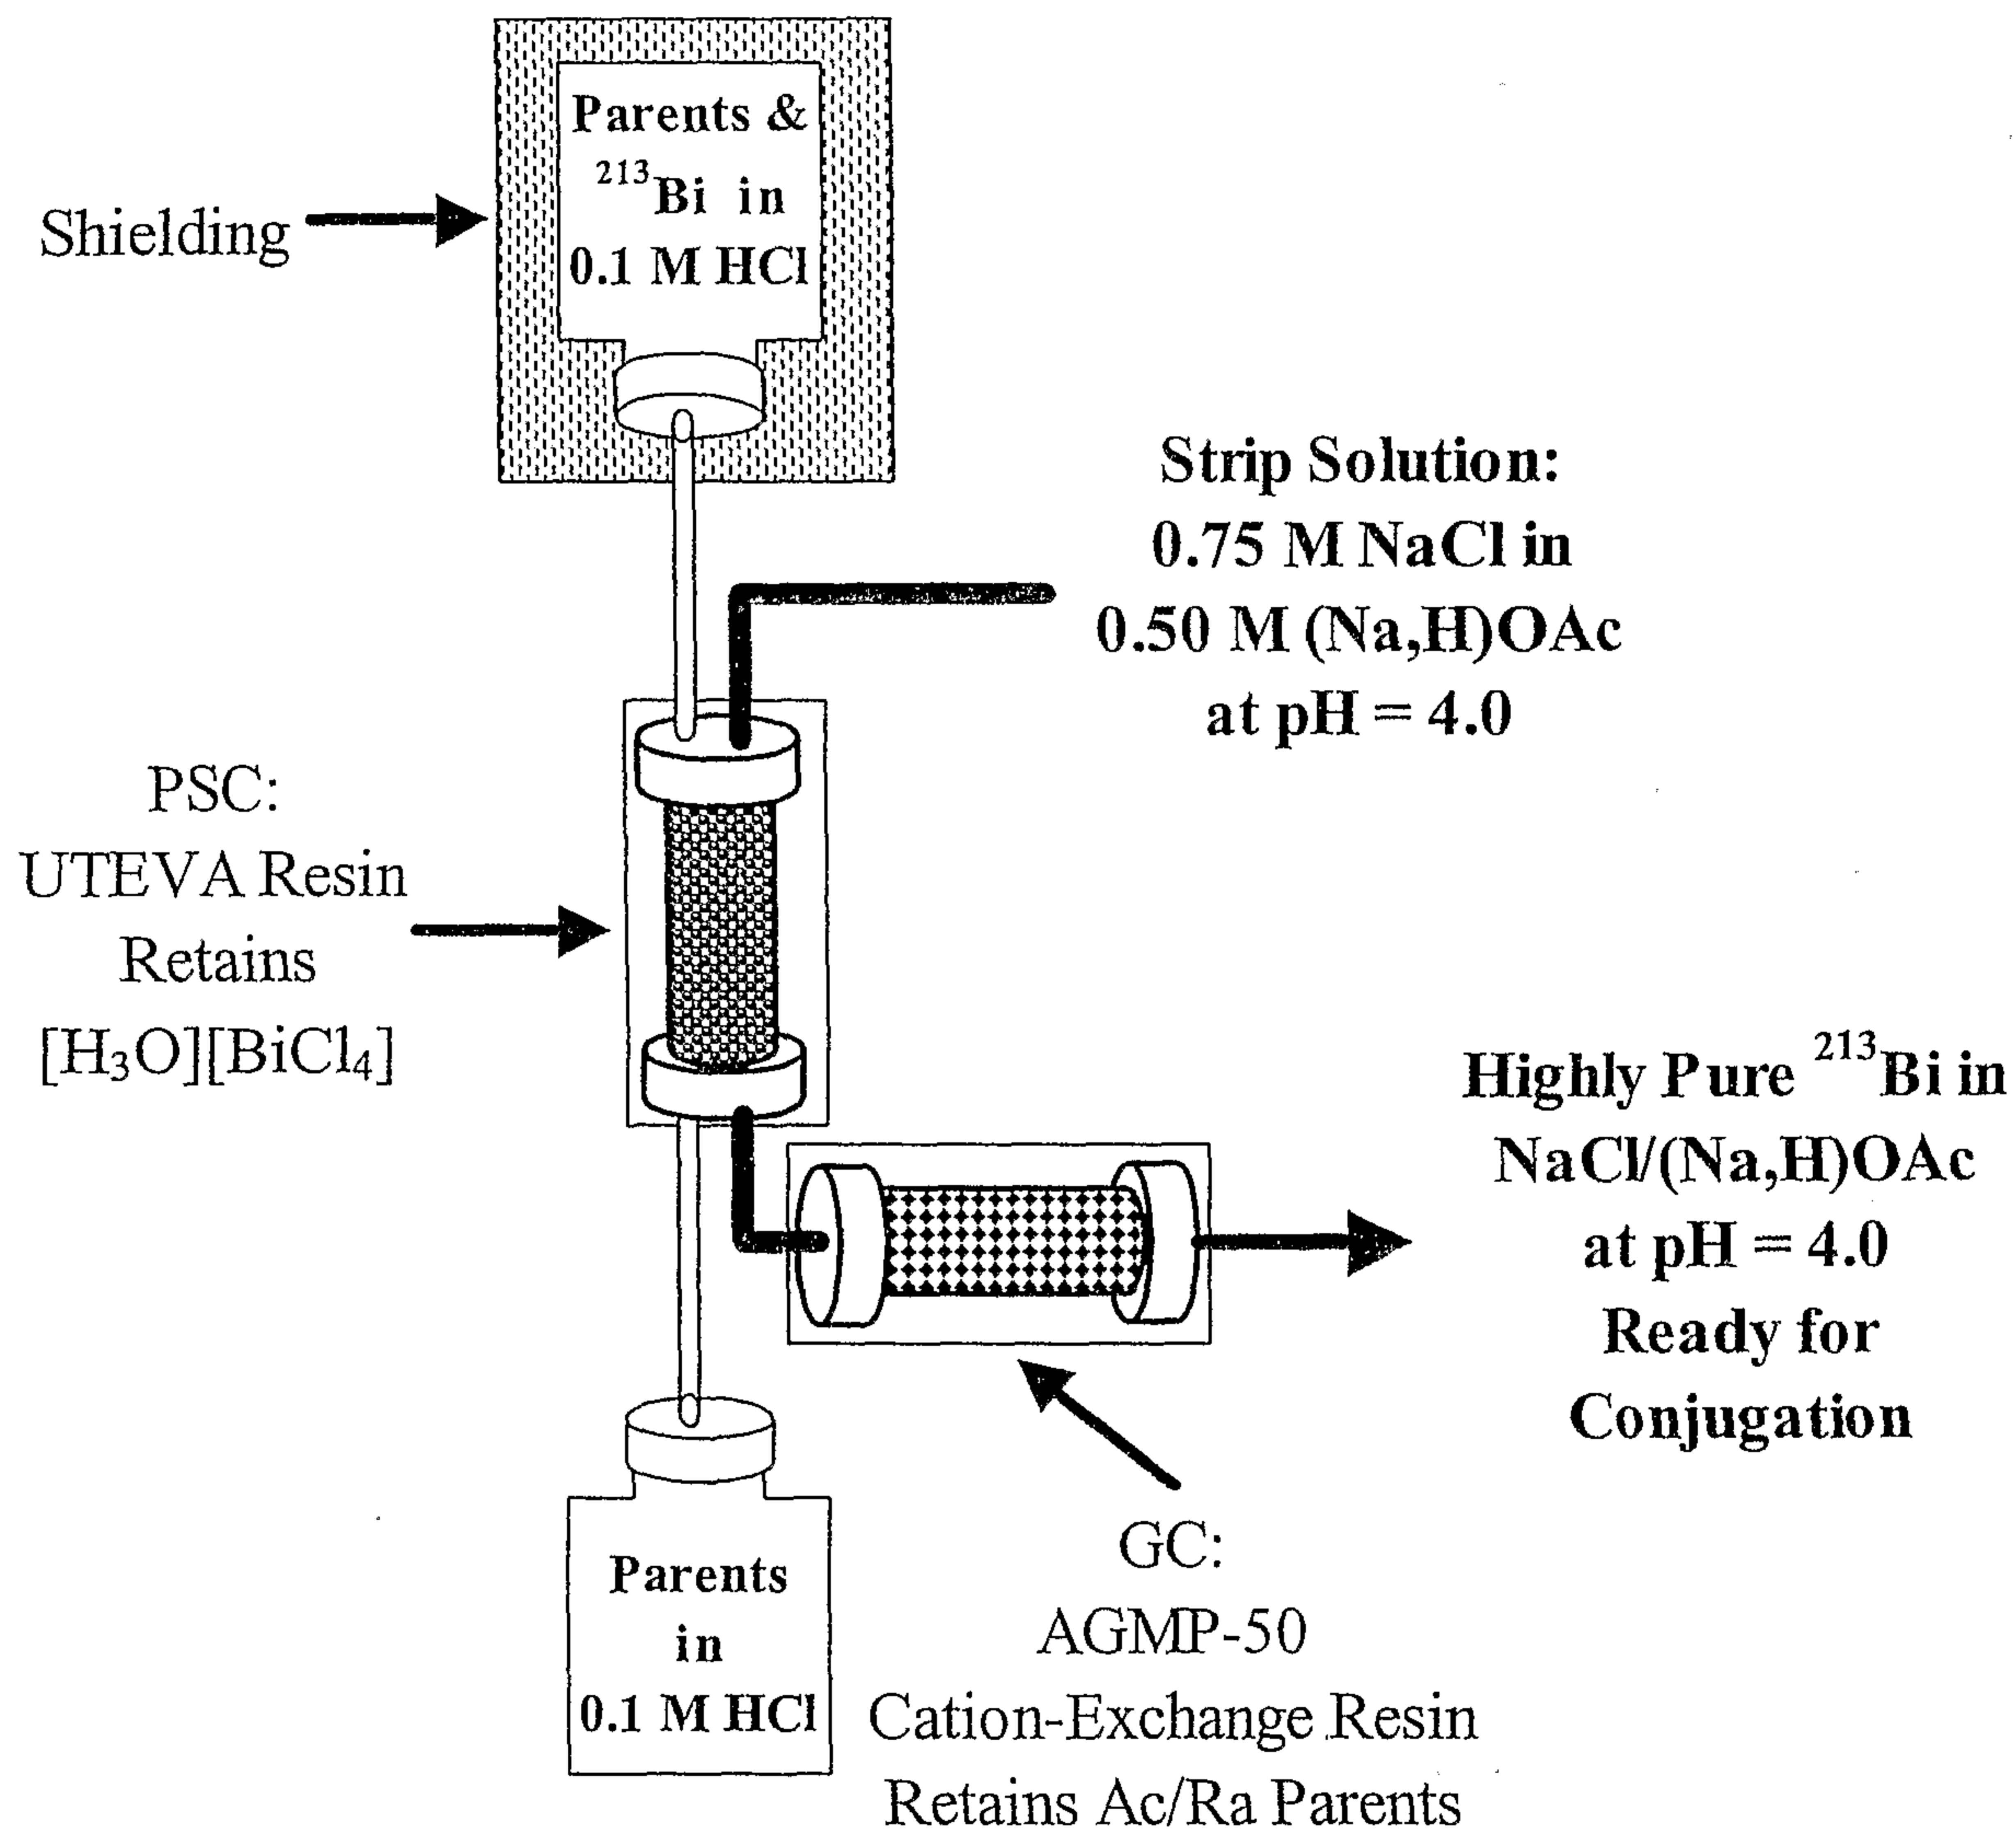 Parents &
²¹³Bi in
0.1 M HCl
Shielding
Strip Solution:
0.75 M NaCl in
0.50 M (Na,H)OAc
at pH = 4.0
PSC:
UTEVA Resin
Retains
[H₃O][BiCl₄]
Highly Pure ²¹³Bi in
NaCl/(Na,H)OAc
at pH = 4.0
Ready for
Conjugation
GC:
AGMP-50
Cation-Exchange Resin
Retains Ac/Ra Parents
Parents
in
0.1 M HCl